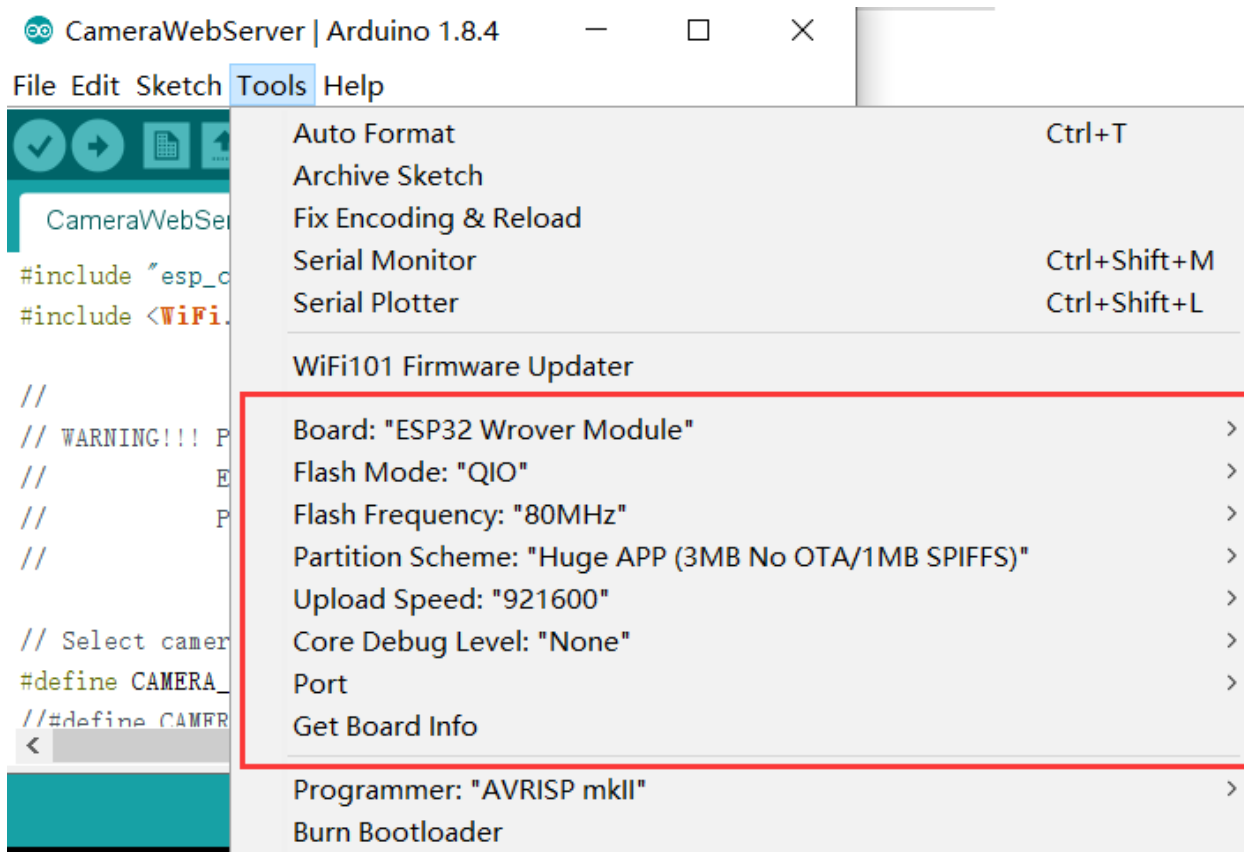 CameraWebServer | Arduino 1.8.4
File Edit Sketch Tools Help
Auto Format Ctrl+T
Archive Sketch
Fix Encoding & Reload
Serial Monitor Ctrl+Shift+M
Serial Plotter Ctrl+Shift+L
WiFi101 Firmware Updater
Board: "ESP32 Wrover Module"
Flash Mode: "QIO"
Flash Frequency: "80MHz"
Partition Scheme: "Huge APP (3MB No OTA/1MB SPIFFS)"
Upload Speed: "921600"
Core Debug Level: "None"
Port
Get Board Info
Programmer: "AVRISP mkII"
Burn Bootloader
CameraWebSer
#include "esp_c
#include <WiFi.
//
// WARNING!!! P
// E
// P
//
// Select camer
#define CAMERA_
//#define CAMER